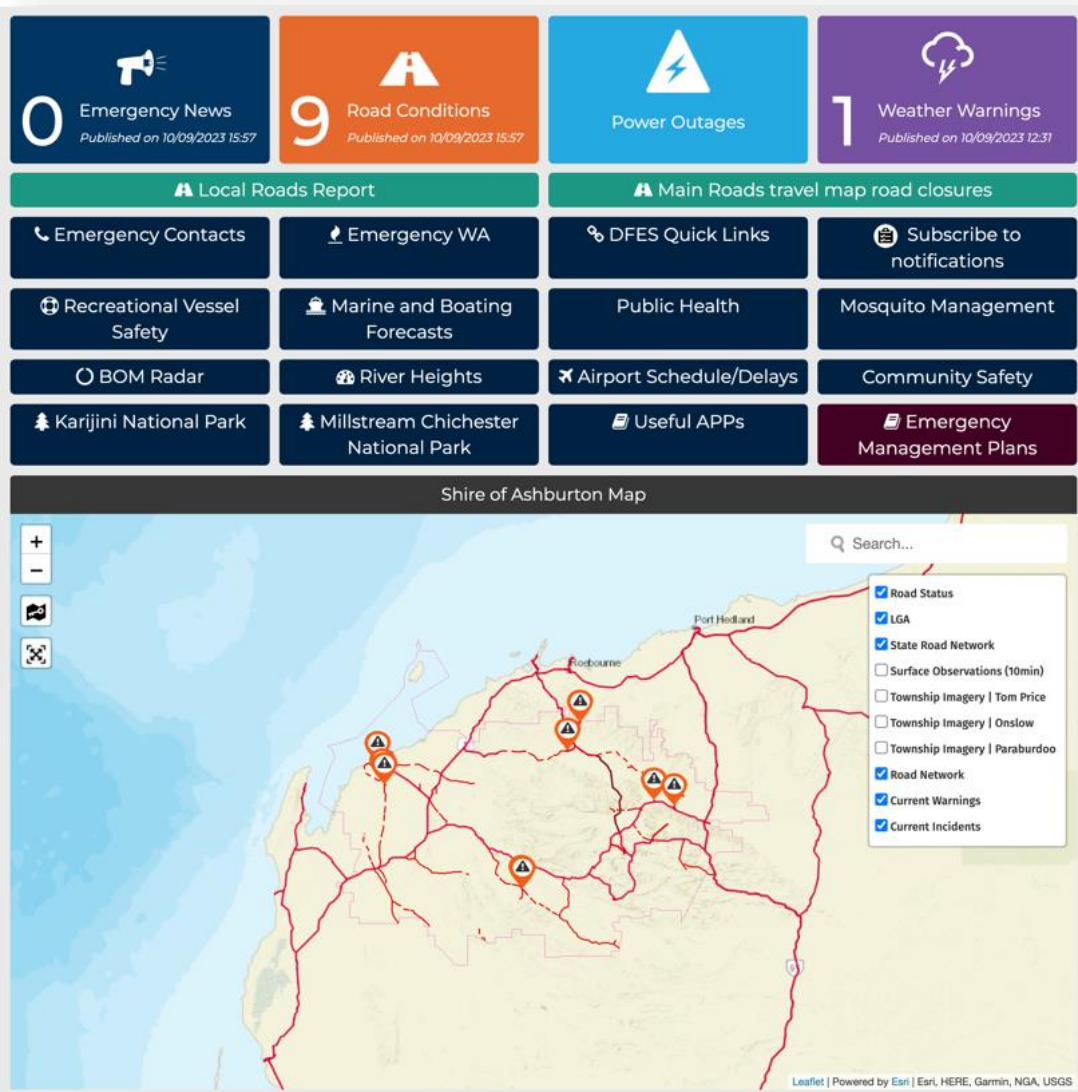 0
Emergency News
Published on 10/09/2023 15:57
9
Road Conditions
Published on 10/09/2023 15:57
Power Outages
1
Weather Warnings
Published on 10/09/2023 12:31
Local Roads Report
Main Roads travel map road closures
Emergency Contacts
Emergency WA
DFES Quick Links
Subscribe to
notifications
Recreational Vessel
Safety
Marine and Boating
Forecasts
Public Health
Mosquito Management
BOM Radar
River Heights
Airport Schedule/Delays
Community Safety
Karijini National Park
Millstream Chichester
National Park
Useful APPs
Emergency
Management Plans
Shire of Ashburton Map
+
−
Search...
Road Status
LGA
State Road Network
Surface Observations (10min)
Township Imagery | Tom Price
Township Imagery | Onslow
Township Imagery | Paraburdoo
Road Network
Current Warnings
Current Incidents
Port Hedland
Roebourne
95
Leaflet | Powered by Esri | Esri, HERE, Garmin, NGA, USGS